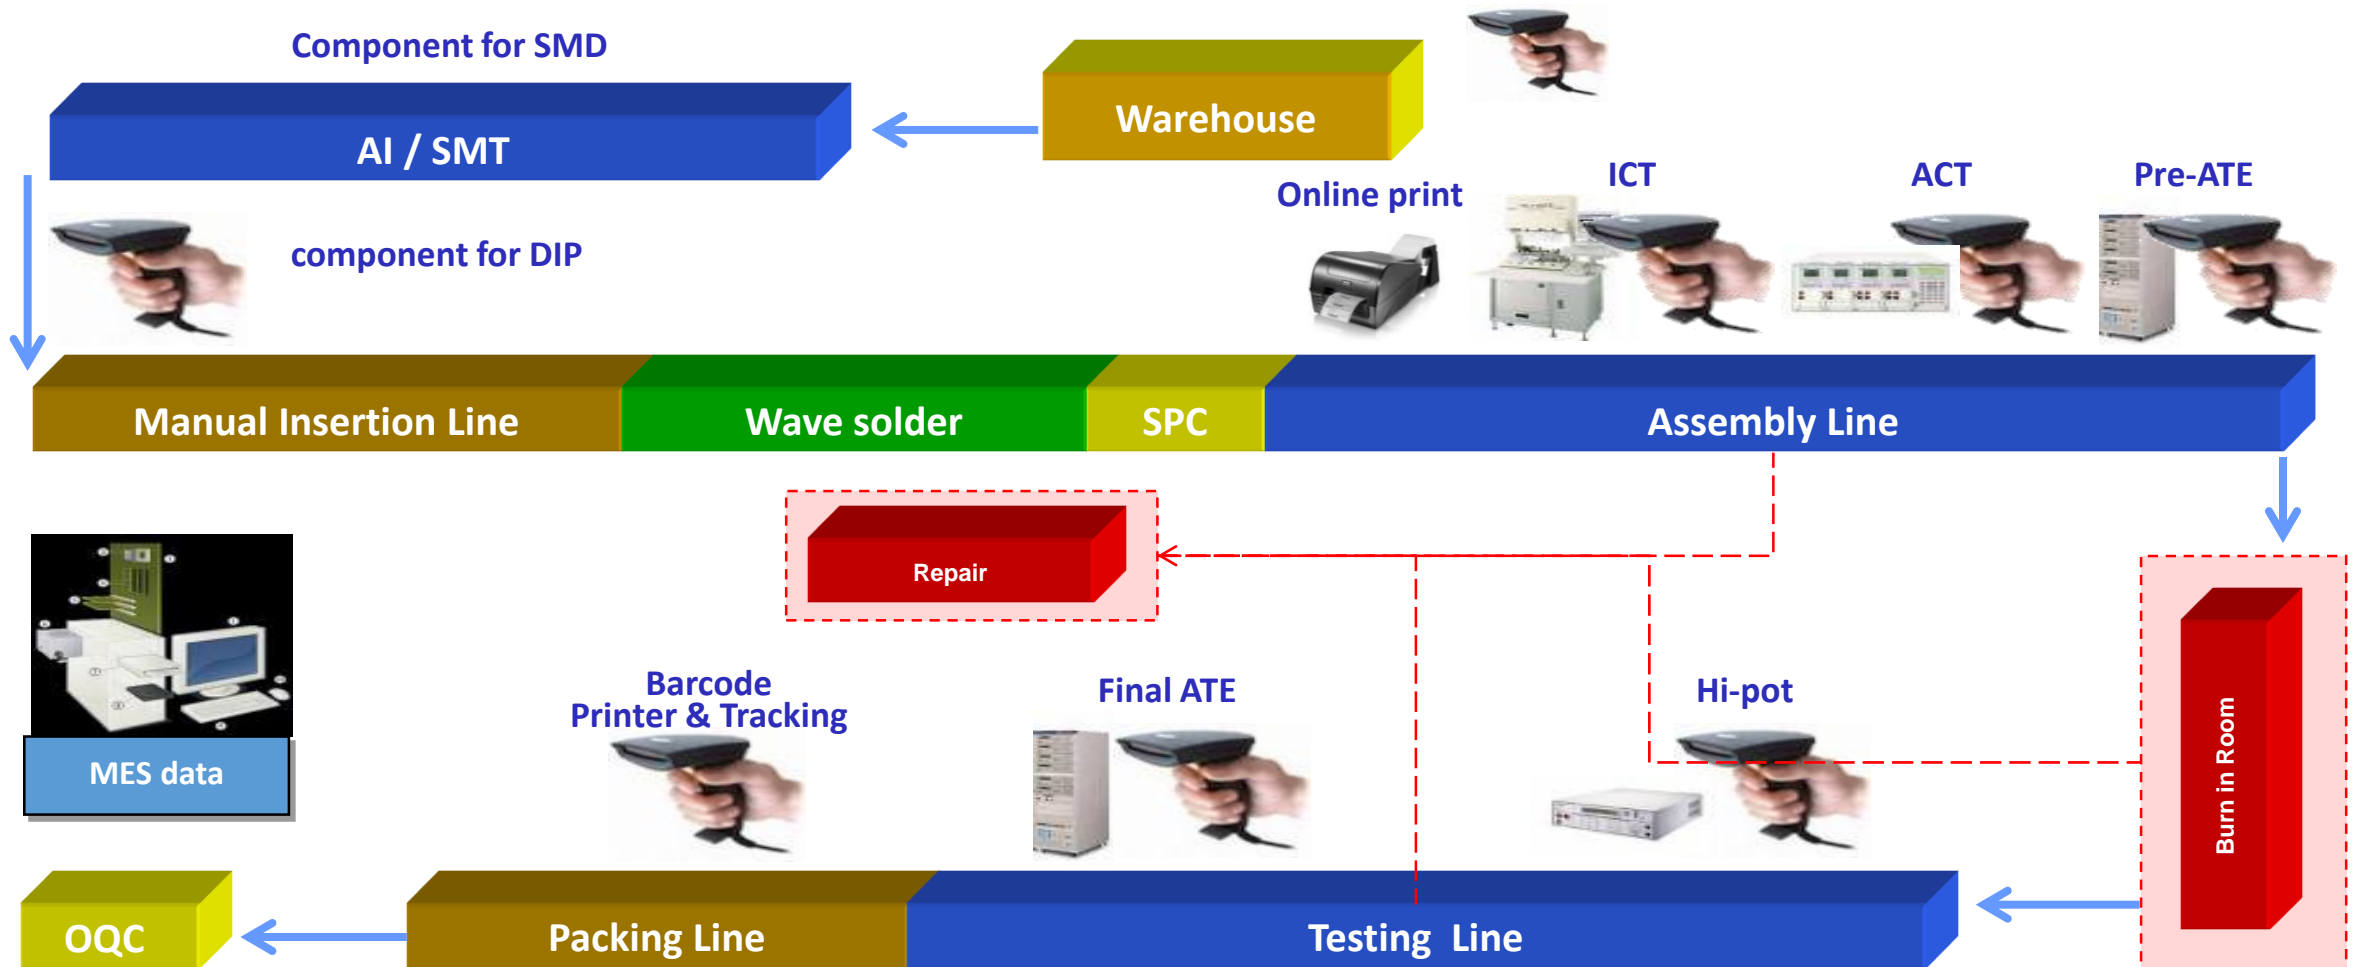 Component for SMD
Warehouse
AI / SMT
ICT
ACT
Pre-ATE
Online print
component for DIP
Manual Insertion Line
Wave solder
SPC
Assembly Line
Repair
Barcode
Printer & Tracking
Final ATE
Hi-pot
Burn in Room
MES data
OQC
Packing Line
Testing Line